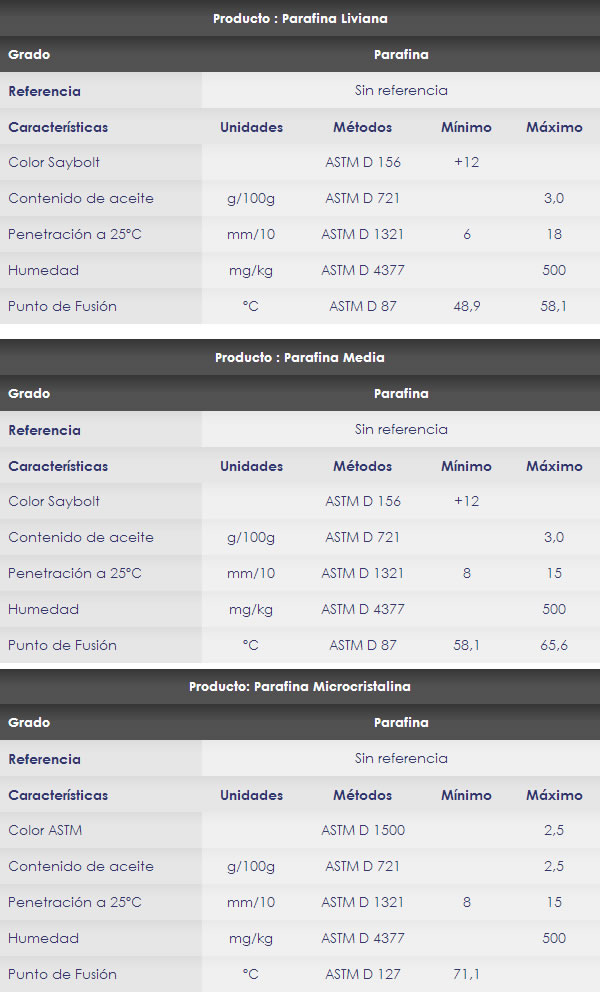 Producto : Parafina Liviana
Grado Parafina
Referencia Sin referencia
Características Unidades Métodos Mínimo Máximo
Color Saybolt ASTM D 156 +12
Contenido de aceite g/100g ASTM D 721 3,0
Penetración a 25°C mm/10 ASTM D 1321 6 18
Humedad mg/kg ASTM D 4377 500
Punto de Fusión °C ASTM D 87 48,9 58,1
Producto : Parafina Media
Grado Parafina
Referencia Sin referencia
Características Unidades Métodos Mínimo Máximo
Color Saybolt ASTM D 156 +12
Contenido de aceite g/100g ASTM D 721 3,0
Penetración a 25°C mm/10 ASTM D 1321 8 15
Humedad mg/kg ASTM D 4377 500
Punto de Fusión °C ASTM D 87 58,1 65,6
Producto: Parafina Microcristalina
Grado Parafina
Referencia Sin referencia
Características Unidades Métodos Mínimo Máximo
Color ASTM ASTM D 1500 2,5
Contenido de aceite g/100g ASTM D 721 2,5
Penetración a 25°C mm/10 ASTM D 1321 8 15
Humedad mg/kg ASTM D 4377 500
Punto de Fusión °C ASTM D 127 71,1